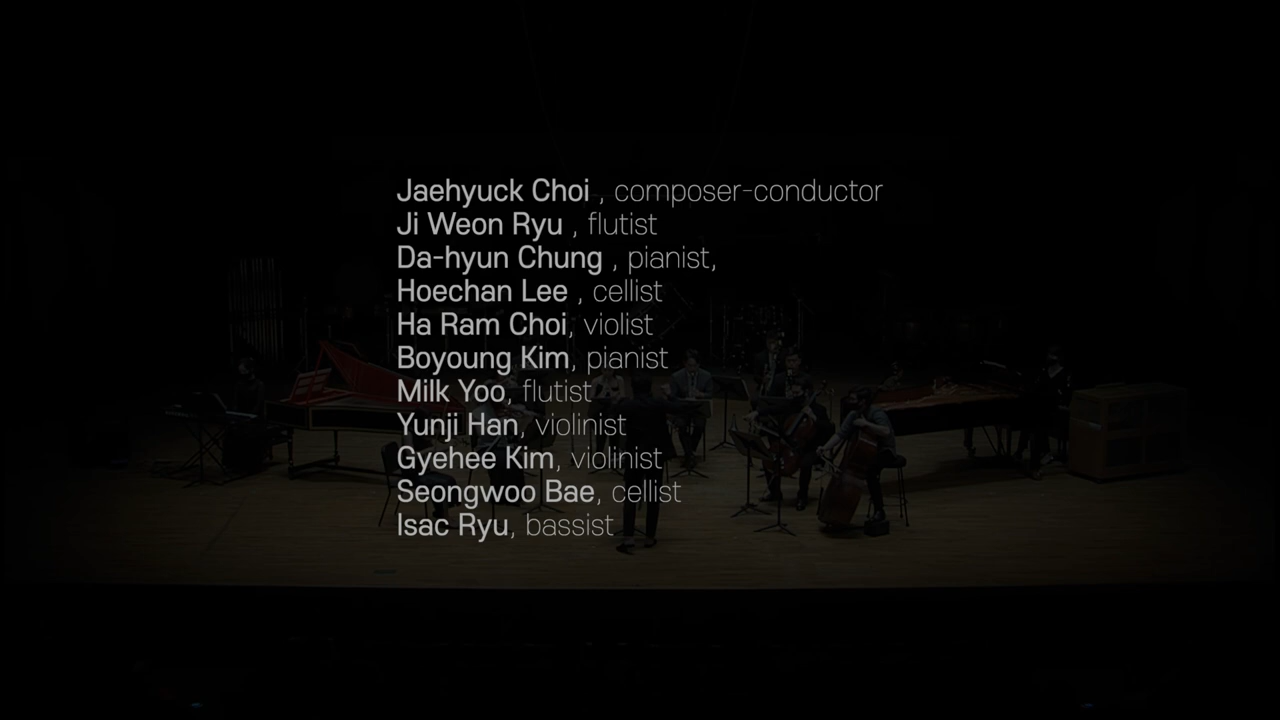 Jaehyuck Choi , composer-conductor
Ji Weon Ryu , flutist
Da-hyun Chung , pianist,
Hoechan Lee , cellist
Ha Ram Choi, violist
Boyoung Kim, pianist
Milk Yoo, flutist
Yunji Han, violinist
Gyehee Kim, violinist
Seongwoo Bae, cellist
Isac Ryu, bassist